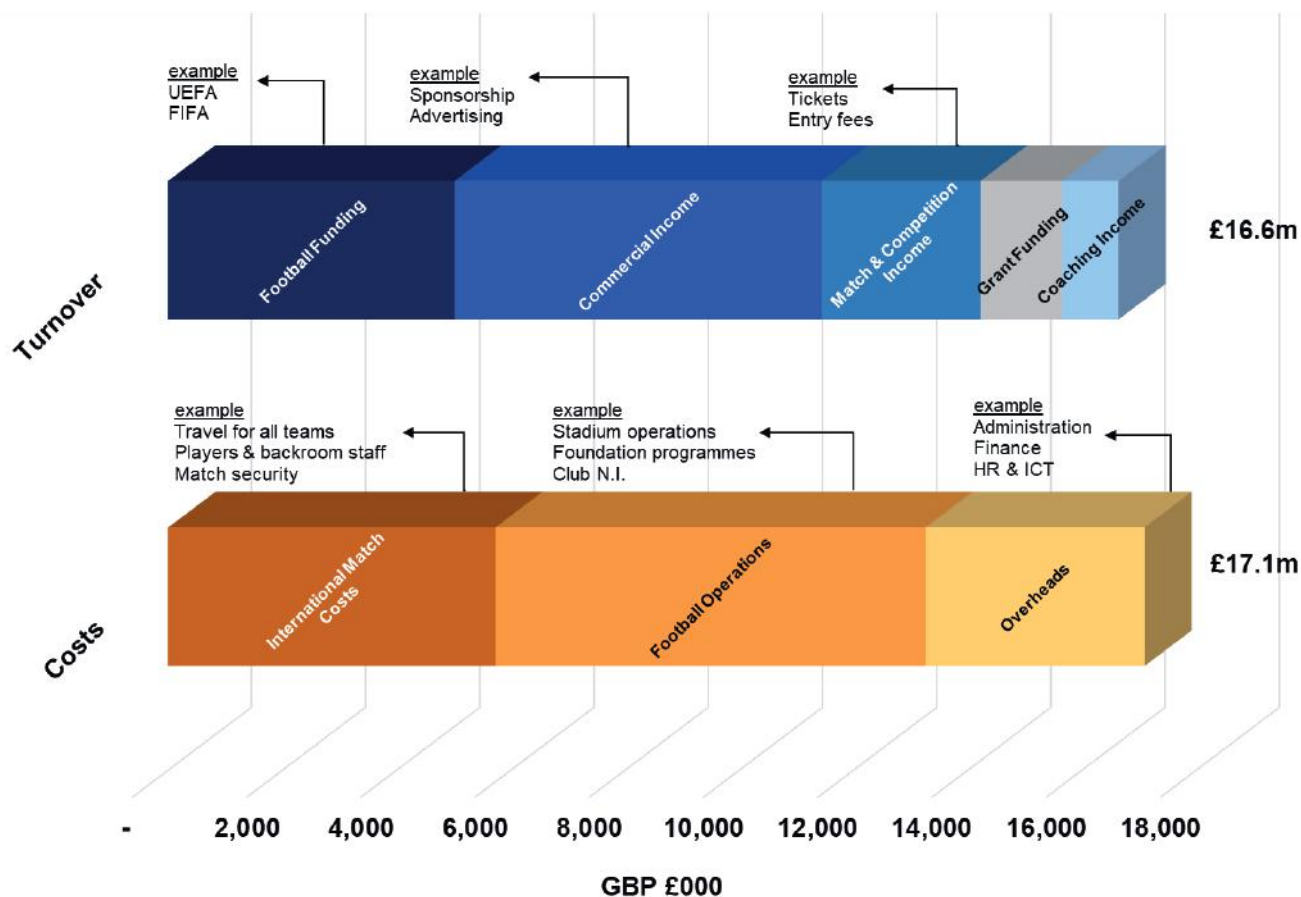 example
UEFA
FIFA
example
Sponsorship
Advertising
example
Tickets
Entry fees
Football Funding
Commercial Income
Match & Competition
Income
Grant Funding
Coaching Income
£16.6m
Turnover
example
Travel for all teams
Players & backroom staff
Match security
example
Stadium operations
Foundation programmes
Club N.I.
example
Administration
Finance
HR & ICT
International Match
Costs
Football Operations
Overheads
£17.1m
Costs
- 2,000 4,000 6,000 8,000 10,000 12,000 14,000 16,000 18,000
GBP £000